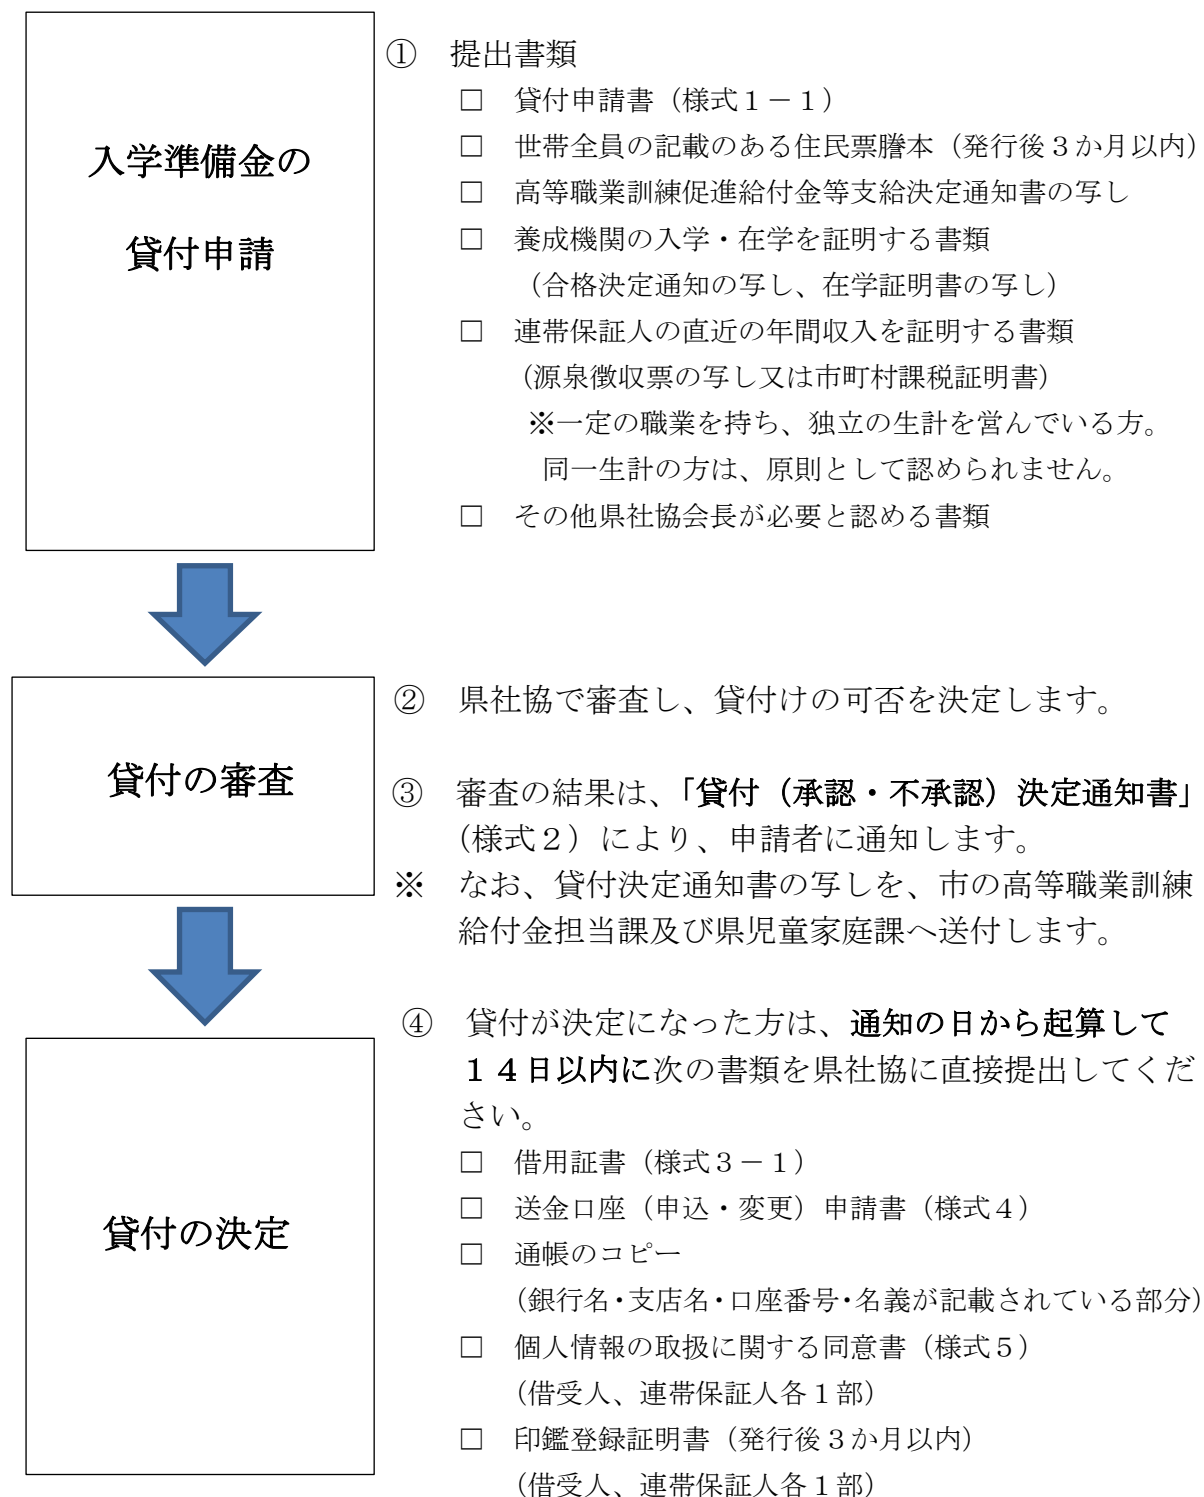 入学準備金の
貸付申請
① 提出書類
□ 貸付申請書（様式１－１）
□ 世帯全員の記載のある住民票謄本（発行後３か月以内）
□ 高等職業訓練促進給付金等支給決定通知書の写し
□ 養成機関の入学・在学を証明する書類
（合格決定通知の写し、在学証明書の写し）
□ 連帯保証人の直近の年間収入を証明する書類
（源泉徴収票の写し又は市町村課税証明書）
※一定の職業を持ち、独立の生計を営んでいる方。
同一生計の方は、原則として認められません。
□ その他県社協会長が必要と認める書類
貸付の審査
② 県社協で審査し、貸付けの可否を決定します。
③ 審査の結果は、「貸付（承認・不承認）決定通知書」
（様式２）により、申請者に通知します。
※ なお、貸付決定通知書の写しを、市の高等職業訓練
給付金担当課及び県児童家庭課へ送付します。
貸付の決定
④ 貸付が決定になった方は、通知の日から起算して
１４日以内に次の書類を県社協に直接提出してくだ
さい。
□ 借用証書（様式３－１）
□ 送金口座（申込・変更）申請書（様式４）
□ 通帳のコピー
（銀行名・支店名・口座番号・名義が記載されている部分）
□ 個人情報の取扱に関する同意書（様式５）
（借受人、連帯保証人各１部）
□ 印鑑登録証明書（発行後３か月以内）
（借受人、連帯保証人各１部）